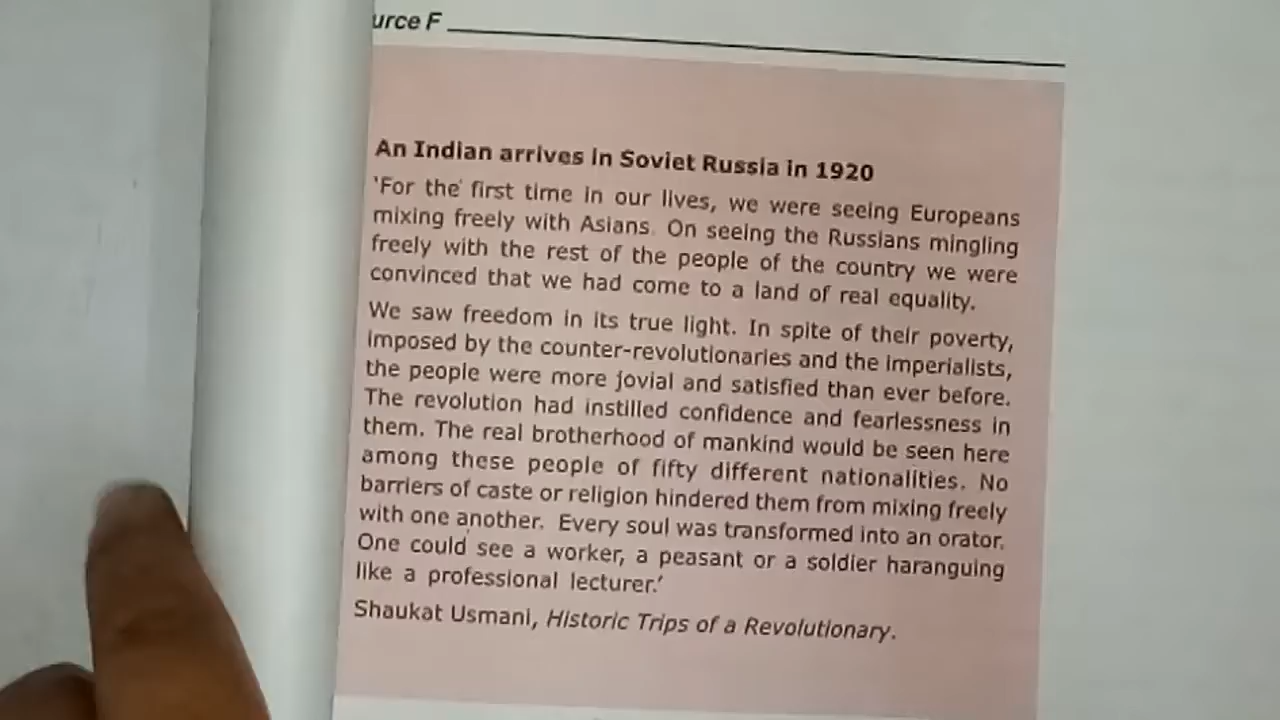 urce F
An Indian arrives in Soviet Russia in 1920
'For the first time in our lives, we were seeing Europeans
mixing freely with Asians. On seeing the Russians mingling
freely with the rest of the people of the country we were
convinced that we had come to a land of real equality.
We saw freedom in its true light. In spite of their poverty,
imposed by the counter-revolutionaries and the imperialists,
the people were more jovial and satisfied than ever before.
The revolution had instilled confidence and fearlessness in
them. The real brotherhood of mankind would be seen here
among these people of fifty different nationalities. No
barriers of caste or religion hindered them from mixing freely
with one another. Every soul was transformed into an orator.
One could see a worker, a peasant or a soldier haranguing
like a professional lecturer.'
Shaukat Usmani, Historic Trips of a Revolutionary.